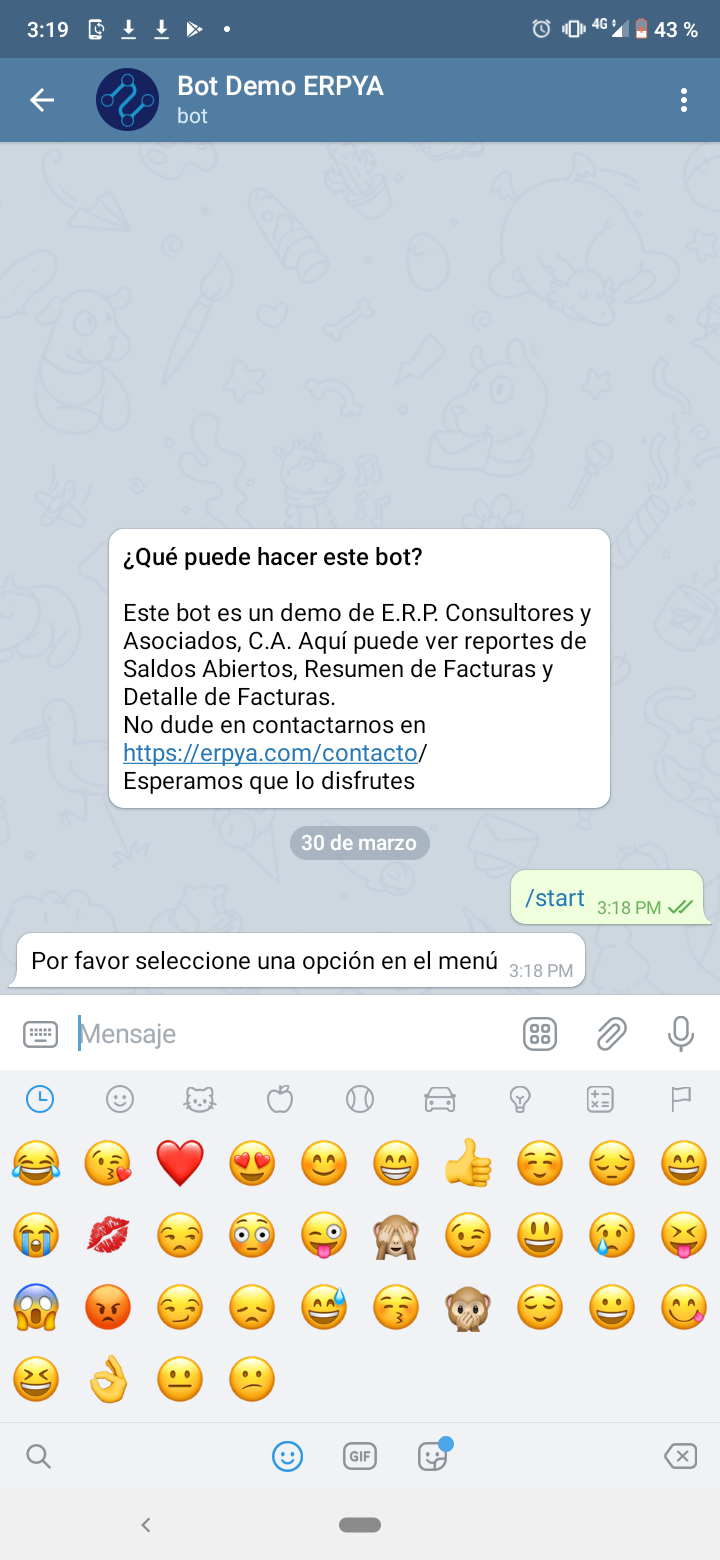 3:19
4G
43 %
Bot Demo ERPYA
bot
¿Qué puede hacer este bot?
Este bot es un demo de E.R.P. Consultores y
Asociados, C.A. Aquí puede ver reportes de
Saldos Abiertos, Resumen de Facturas y
Detalle de Facturas.
No dude en contactarnos en
https://erpya.com/contacto/
Esperamos que lo disfrutes
30 de marzo
/start 3:18 PM
Por favor seleccione una opción en el menú 3:18 PM
Mensaje
GIF